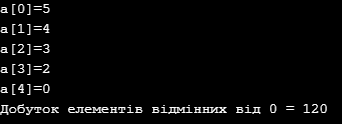 a[0]=5
a[1]=4
a[2]=3
a[3]=2
a[4]=0
Добуток елементів відмінних від 0 = 120